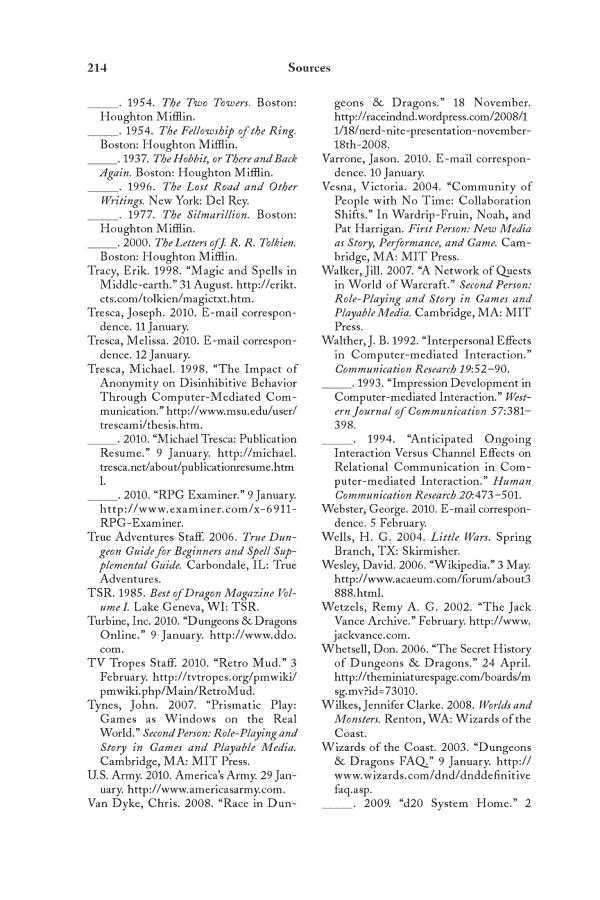 214
Sources
_____. 1954. The Two Towers. Boston:
Houghton Mifflin.
_____. 1954. The Fellowship of the Ring.
Boston: Houghton Mifflin.
_____. 1937. The Hobbit, or There and Back
Again. Boston: Houghton Mifflin.
_____. 1996. The Lost Road and Other
Writings. New York: Del Rey.
_____. 1977. The Silmarillion. Boston:
Houghton Mifflin.
_____. 2000. The Letters of J. R. R. Tolkien.
Boston: Houghton Mifflin.
Tracy, Erik. 1998. “Magic and Spells in
Middle-earth.” 31 August. http://erikt.
cts.com/tolkien/magictxt.htm.
Tresca, Joseph. 2010. E-mail correspon-
dence. 11 January.
Tresca, Melissa. 2010. E-mail correspon-
dence. 12 January.
Tresca, Michael. 1998. “The Impact of
Anonymity on Disinhibitive Behavior
Through Computer-Mediated Com-
munication.” http://www.msu.edu/user/
trescami/thesis.htm.
_____. 2010. “Michael Tresca: Publication
Resume.” 9 January. http://michael.
tresca.net/about/publicationresume.htm
l.
_____. 2010. “RPG Examiner.” 9 January.
http://www.examiner.com/x-6911-
RPG-Examiner.
True Adventures Staff. 2006. True Dun-
geon Guide for Beginners and Spell Sup-
plemental Guide. Carbondale, IL: True
Adventures.
TSR. 1985. Best of Dragon Magazine Vol-
ume I. Lake Geneva, WI: TSR.
Turbine, Inc. 2010. “Dungeons & Dragons
Online.” 9 January. http://www.ddo.
com.
TV Tropes Staff. 2010. “Retro Mud.” 3
February. http://tvtropes.org/pmwiki/
pmwiki.php/Main/RetroMud.
Tynes, John. 2007. “Prismatic Play:
Games as Windows on the Real
World.” Second Person: Role-Playing and
Story in Games and Playable Media.
Cambridge, MA: MIT Press.
U.S. Army. 2010. America’s Army. 29 Jan-
uary. http://www.americasarmy.com.
Van Dyke, Chris. 2008. “Race in Dun-
geons & Dragons.” 18 November.
http://raceindnd.wordpress.com/2008/1
1/18/nerd-nite-presentation-november-
18th-2008.
Varrone, Jason. 2010. E-mail correspon-
dence. 10 January.
Vesna, Victoria. 2004. “Community of
People with No Time: Collaboration
Shifts.” In Wardrip-Fruin, Noah, and
Pat Harrigan. First Person: New Media
as Story, Performance, and Game. Cam-
bridge, MA: MIT Press.
Walker, Jill. 2007. “A Network of Quests
in World of Warcraft.” Second Person:
Role-Playing and Story in Games and
Playable Media. Cambridge, MA: MIT
Press.
Walther, J. B. 1992. “Interpersonal Effects
in Computer-mediated Interaction.”
Communication Research 19:52–90.
_____. 1993. “Impression Development in
Computer-mediated Interaction.” West-
ern Journal of Communication 57:381–
398.
_____. 1994. “Anticipated Ongoing
Interaction Versus Channel Effects on
Relational Communication in Com-
puter-mediated Interaction.” Human
Communication Research 20:473–501.
Webster, George. 2010. E-mail correspon-
dence. 5 February.
Wells, H. G. 2004. Little Wars. Spring
Branch, TX: Skirmisher.
Wesley, David. 2006. “Wikipedia.” 3 May.
http://www.acaeum.com/forum/about3
888.html.
Wetzels, Remy A. G. 2002. “The Jack
Vance Archive.” February. http://www.
jackvance.com.
Whetsell, Don. 2006. “The Secret History
of Dungeons & Dragons.” 24 April.
http://theminiaturespage.com/boards/m
sg.mv?id=73010.
Wilkes, Jennifer Clarke. 2008. Worlds and
Monsters. Renton, WA: Wizards of the
Coast.
Wizards of the Coast. 2003. “Dungeons
& Dragons FAQ.” 9 January. http://
www.wizards.com/dnd/dnddefinitive
faq.asp.
_____. 2009. “d20 System Home.” 2